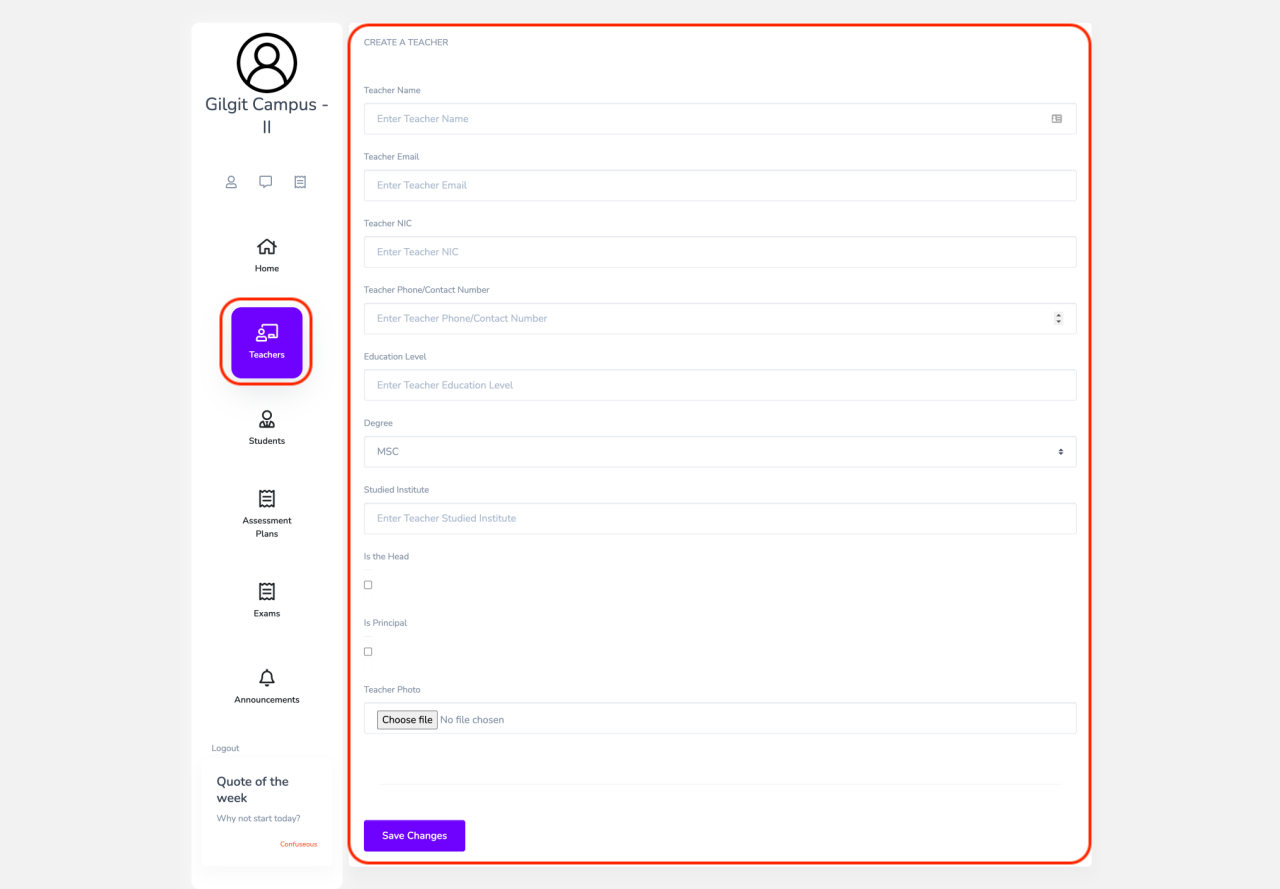 Gilgit Campus -
II
Home
Teachers
Students
Assessment
Plans
Exams
Announcements
Logout
Quote of the
week
Why not start today?
Confuseous
CREATE A TEACHER
Teacher Name
Enter Teacher Name
Teacher Email
Enter Teacher Email
Teacher NIC
Enter Teacher NIC
Teacher Phone/Contact Number
Enter Teacher Phone/Contact Number
Education Level
Enter Teacher Education Level
Degree
MSC
Studied Institute
Enter Teacher Studied Institute
Is the Head
Is Principal
Teacher Photo
Choose file No file chosen
Save Changes